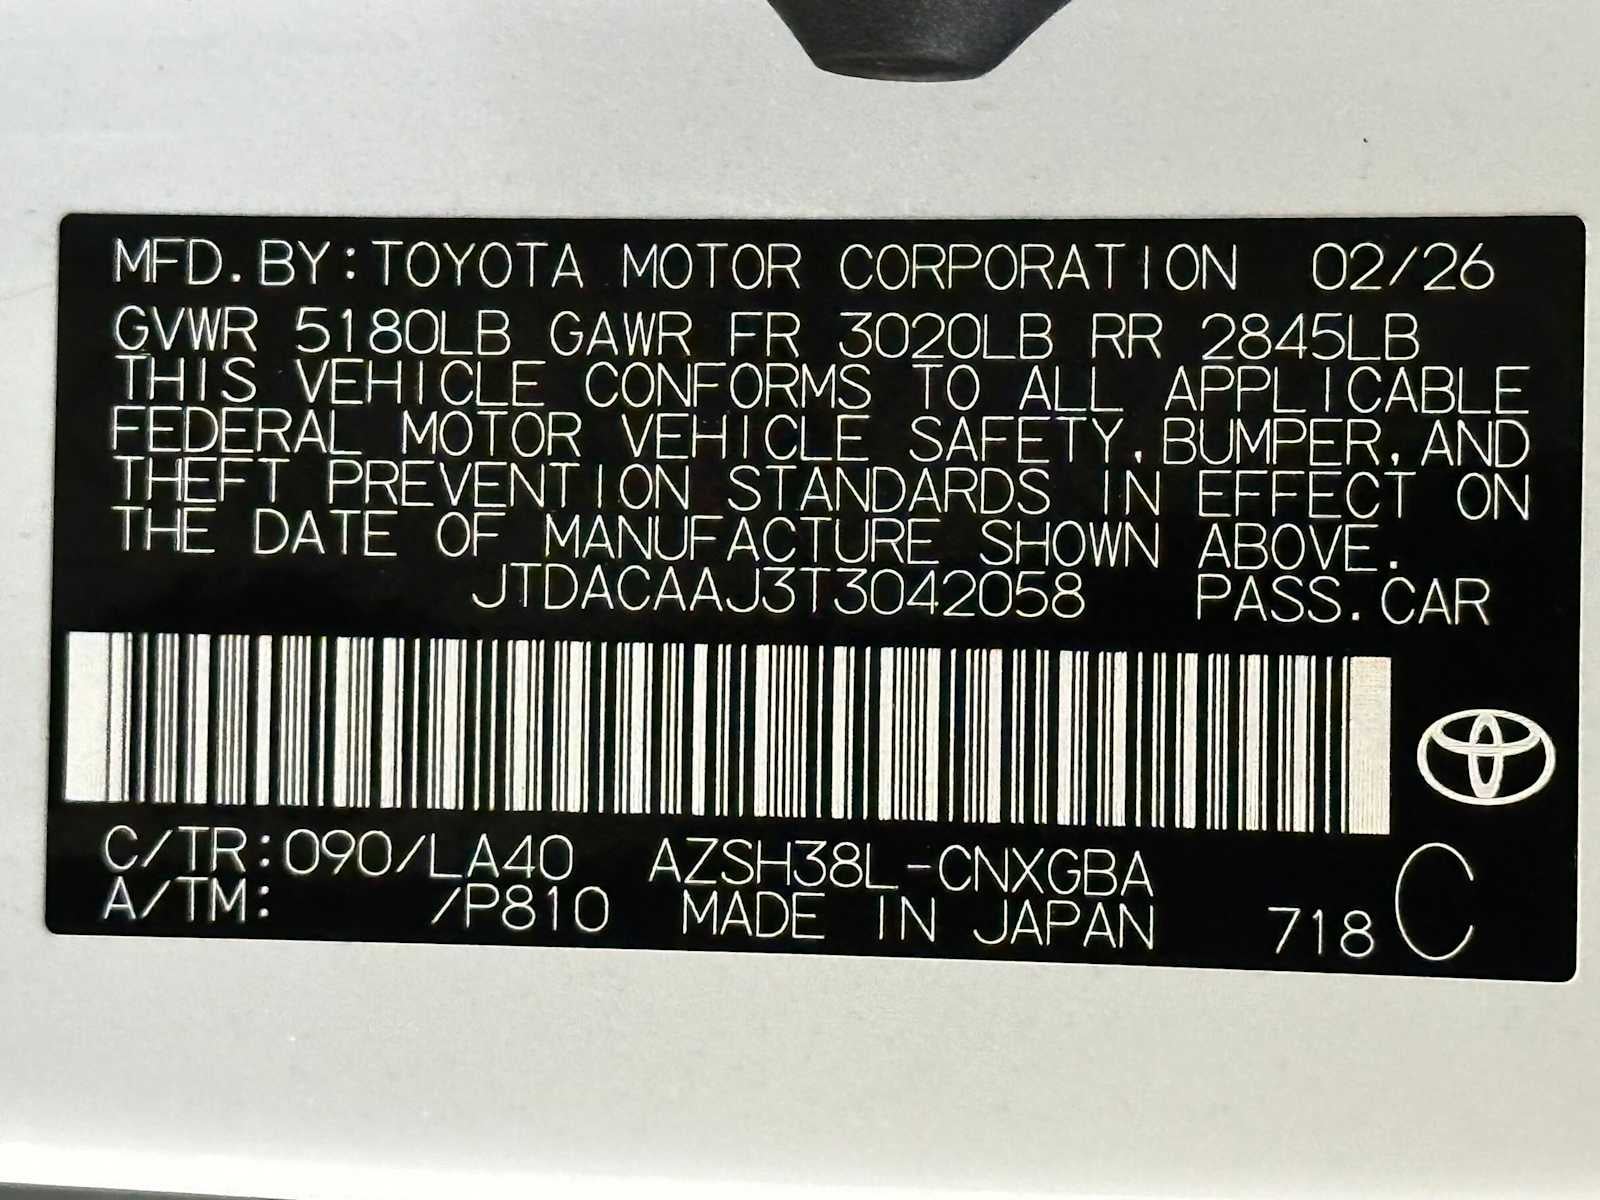 MFD. BY: TOYOTA MOTOR CORPORATION 02/26
GVWR 5180LB GAWR FR 3020LB RR 2845LB
THIS VEHICLE CONFORMS TO ALL APPLICABLE
FEDERAL MOTOR VEHICLE SAFETY, BUMPER, AND
THEFT PREVENTION STANDARDS IN EFFECT ON
THE DATE OF MANUFACTURE SHOWN ABOVE.
JTDACAAJ3T3042058 PASS. CAR
C/TR: 090/LA40 AZSH38L-CNXGBA
A/TM: /P810 MADE IN JAPAN 718 C